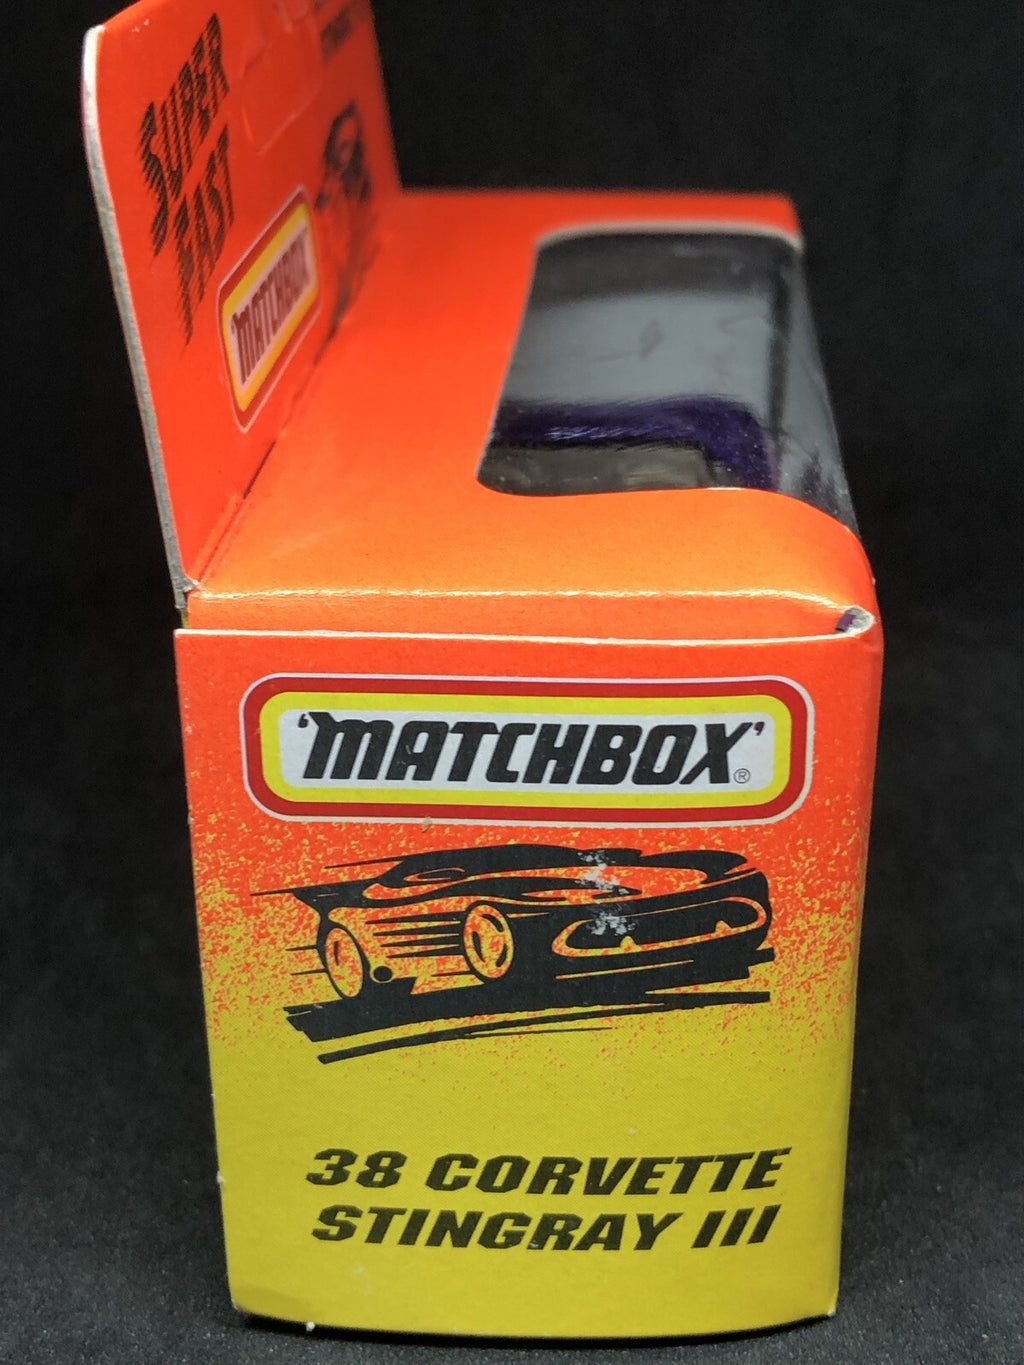 SUPER
FAST
'MATCHBOX'
'MATCHBOX'®
38 CORVETTE
STINGRAY III